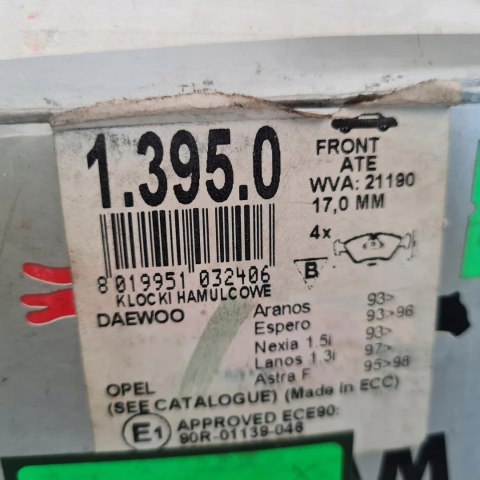 1.395.0
FRONT
ATE
WVA: 21190
17,0 MM
4x
B
8 019951 032406
KLOCKI HAMULCOWE
DAEWOO
Aranos 93>
Espero 93>96
Nexia 1.5i 93>
Lanos 1.3i 97>
Astra F 95>98
OPEL
(SEE CATALOGUE) (Made in ECC)
E1
APPROVED ECE90:
90R-01139-046
AM